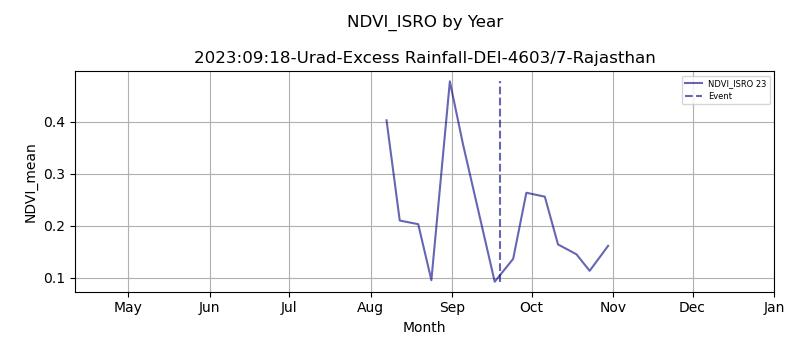 NDVI_ISRO by Year
2023:09:18-Urad-Excess Rainfall-DEI-4603/7-Rajasthan
NDVI_ISRO 23
Event
NDVI_mean
0.4
0.3
0.2
0.1
May Jun Jul Aug Sep Oct Nov Dec Jan
Month